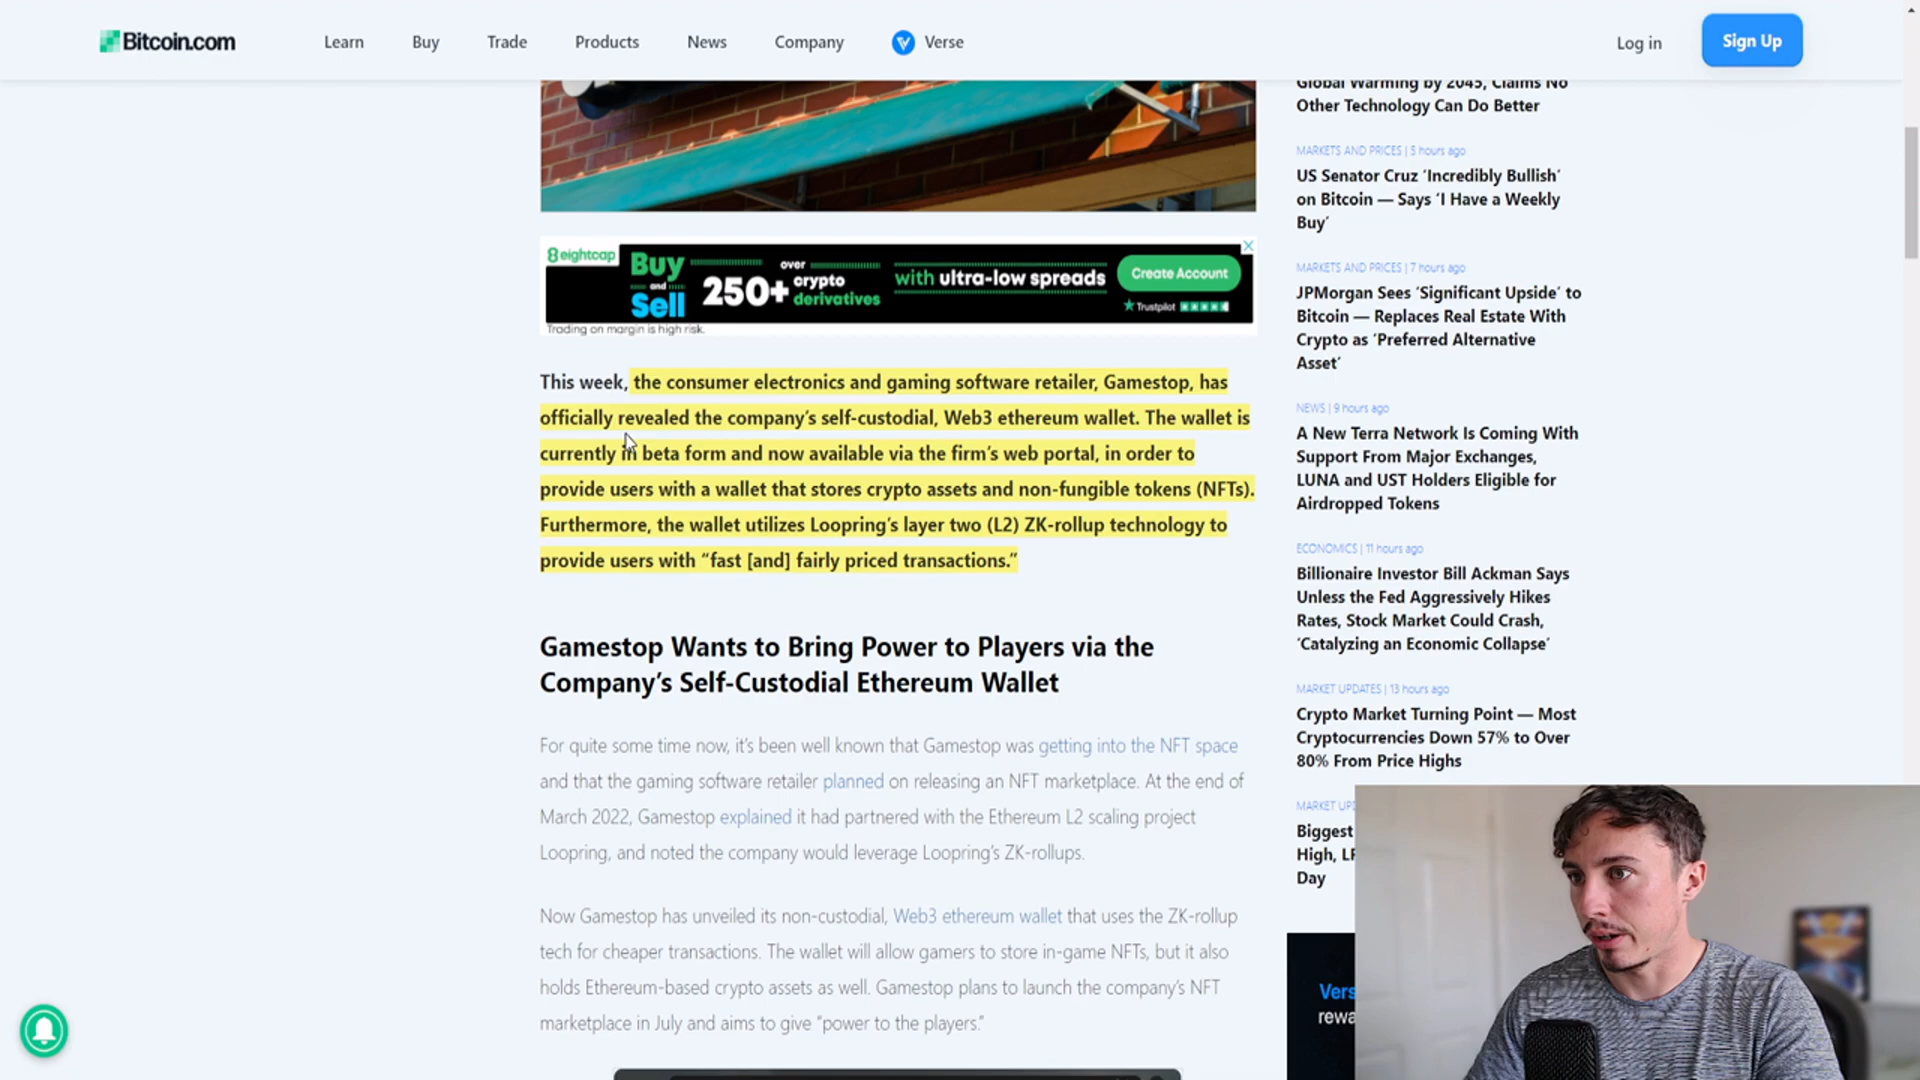 Bitcoin.com
Learn
Buy
Trade
Products
News
Company
Verse
Log in
Sign Up
eightcap
Buy
and
Sell
over
250+ crypto
derivatives
with ultra-low spreads
Create Account
Trustpilot
Trading on margin is high risk.
This week, the consumer electronics and gaming software retailer, Gamestop, has
officially revealed the company’s self-custodial, Web3 ethereum wallet. The wallet is
currently in beta form and now available via the firm’s web portal, in order to
provide users with a wallet that stores crypto assets and non-fungible tokens (NFTs).
Furthermore, the wallet utilizes Loopring’s layer two (L2) ZK-rollup technology to
provide users with “fast [and] fairly priced transactions.”
Gamestop Wants to Bring Power to Players via the
Company’s Self-Custodial Ethereum Wallet
For quite some time now, it’s been well known that Gamestop was getting into the NFT space
and that the gaming software retailer planned on releasing an NFT marketplace. At the end of
March 2022, Gamestop explained it had partnered with the Ethereum L2 scaling project
Loopring, and noted the company would leverage Loopring’s ZK-rollups.
Now Gamestop has unveiled its non-custodial, Web3 ethereum wallet that uses the ZK-rollup
tech for cheaper transactions. The wallet will allow gamers to store in-game NFTs, but it also
holds Ethereum-based crypto assets as well. Gamestop plans to launch the company’s NFT
marketplace in July and aims to give “power to the players.”
Global Warming by 2045, Claims No
Other Technology Can Do Better
MARKETS AND PRICES | 5 hours ago
US Senator Cruz ‘Incredibly Bullish’
on Bitcoin — Says ‘I Have a Weekly
Buy’
MARKETS AND PRICES | 7 hours ago
JPMorgan Sees ‘Significant Upside’ to
Bitcoin — Replaces Real Estate With
Crypto as ‘Preferred Alternative
Asset’
NEWS | 9 hours ago
A New Terra Network Is Coming With
Support From Major Exchanges,
LUNA and UST Holders Eligible for
Airdropped Tokens
ECONOMICS | 11 hours ago
Billionaire Investor Bill Ackman Says
Unless the Fed Aggressively Hikes
Rates, Stock Market Could Crash,
‘Catalyzing an Economic Collapse’
MARKET UPDATES | 13 hours ago
Crypto Market Turning Point — Most
Cryptocurrencies Down 57% to Over
80% From Price Highs
MARKET UPD
Biggest
High, LF
Day
Vers
rewa